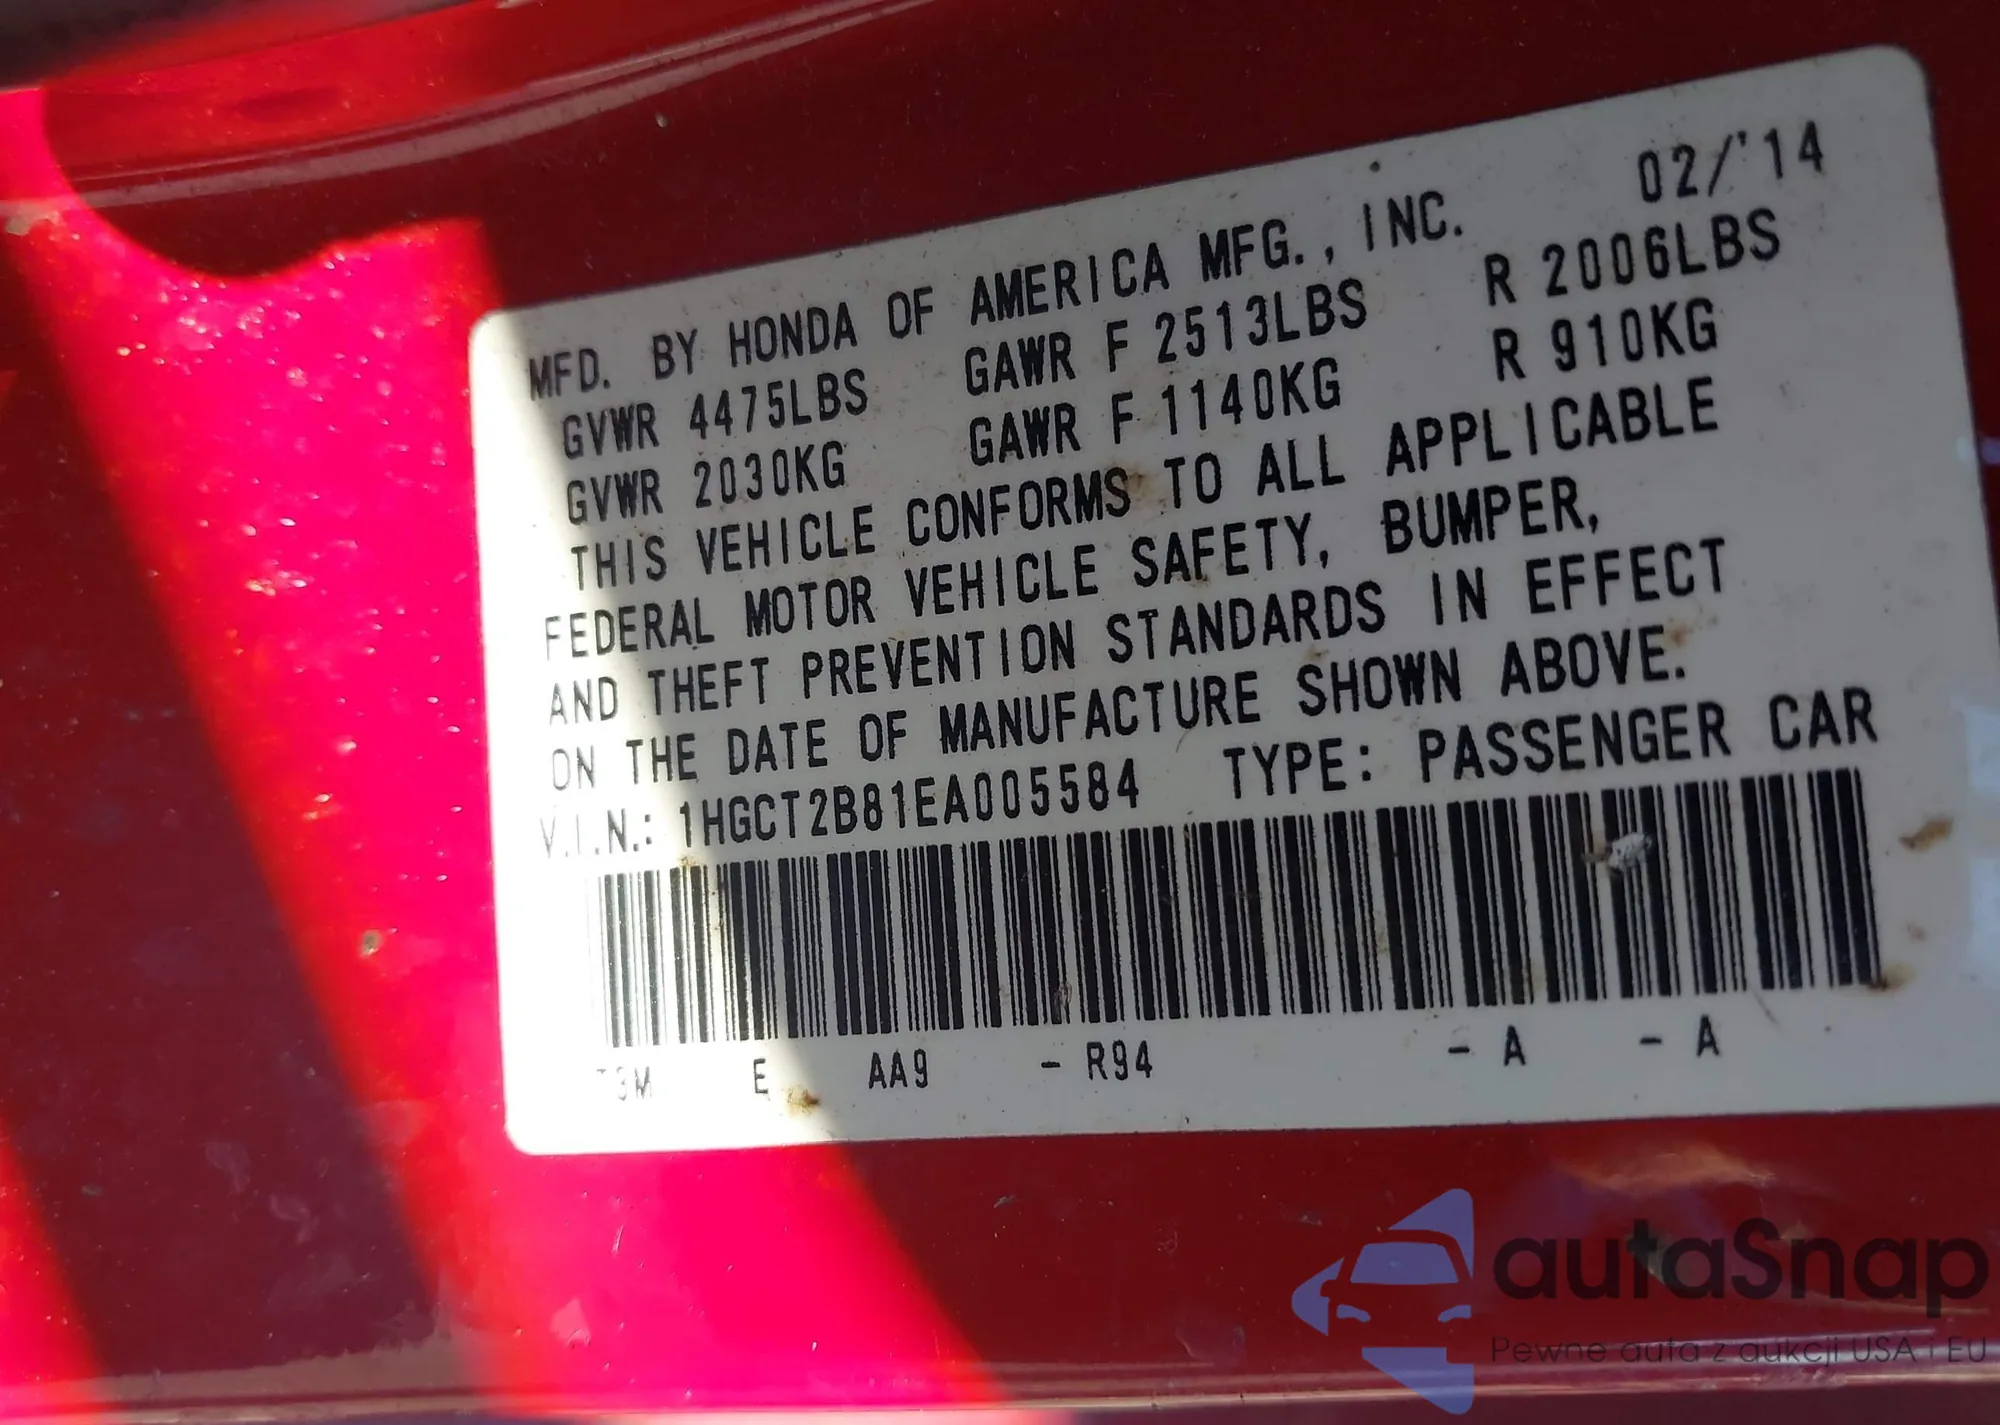 02/'14
MFD. BY HONDA OF AMERICA MFG., INC.
GVWR 4475LBS GAWR F 2513LBS R 2006LBS
GVWR 2030KG GAWR F 1140KG R 910KG
THIS VEHICLE CONFORMS TO ALL APPLICABLE
FEDERAL MOTOR VEHICLE SAFETY, BUMPER,
AND THEFT PREVENTION STANDARDS IN EFFECT
ON THE DATE OF MANUFACTURE SHOWN ABOVE.
V.I.N.: 1HGCT2B81EA005584 TYPE: PASSENGER CAR
E AA9 - R94 - A - A
autaSnap
Pewne auta z aukcji USA i EU